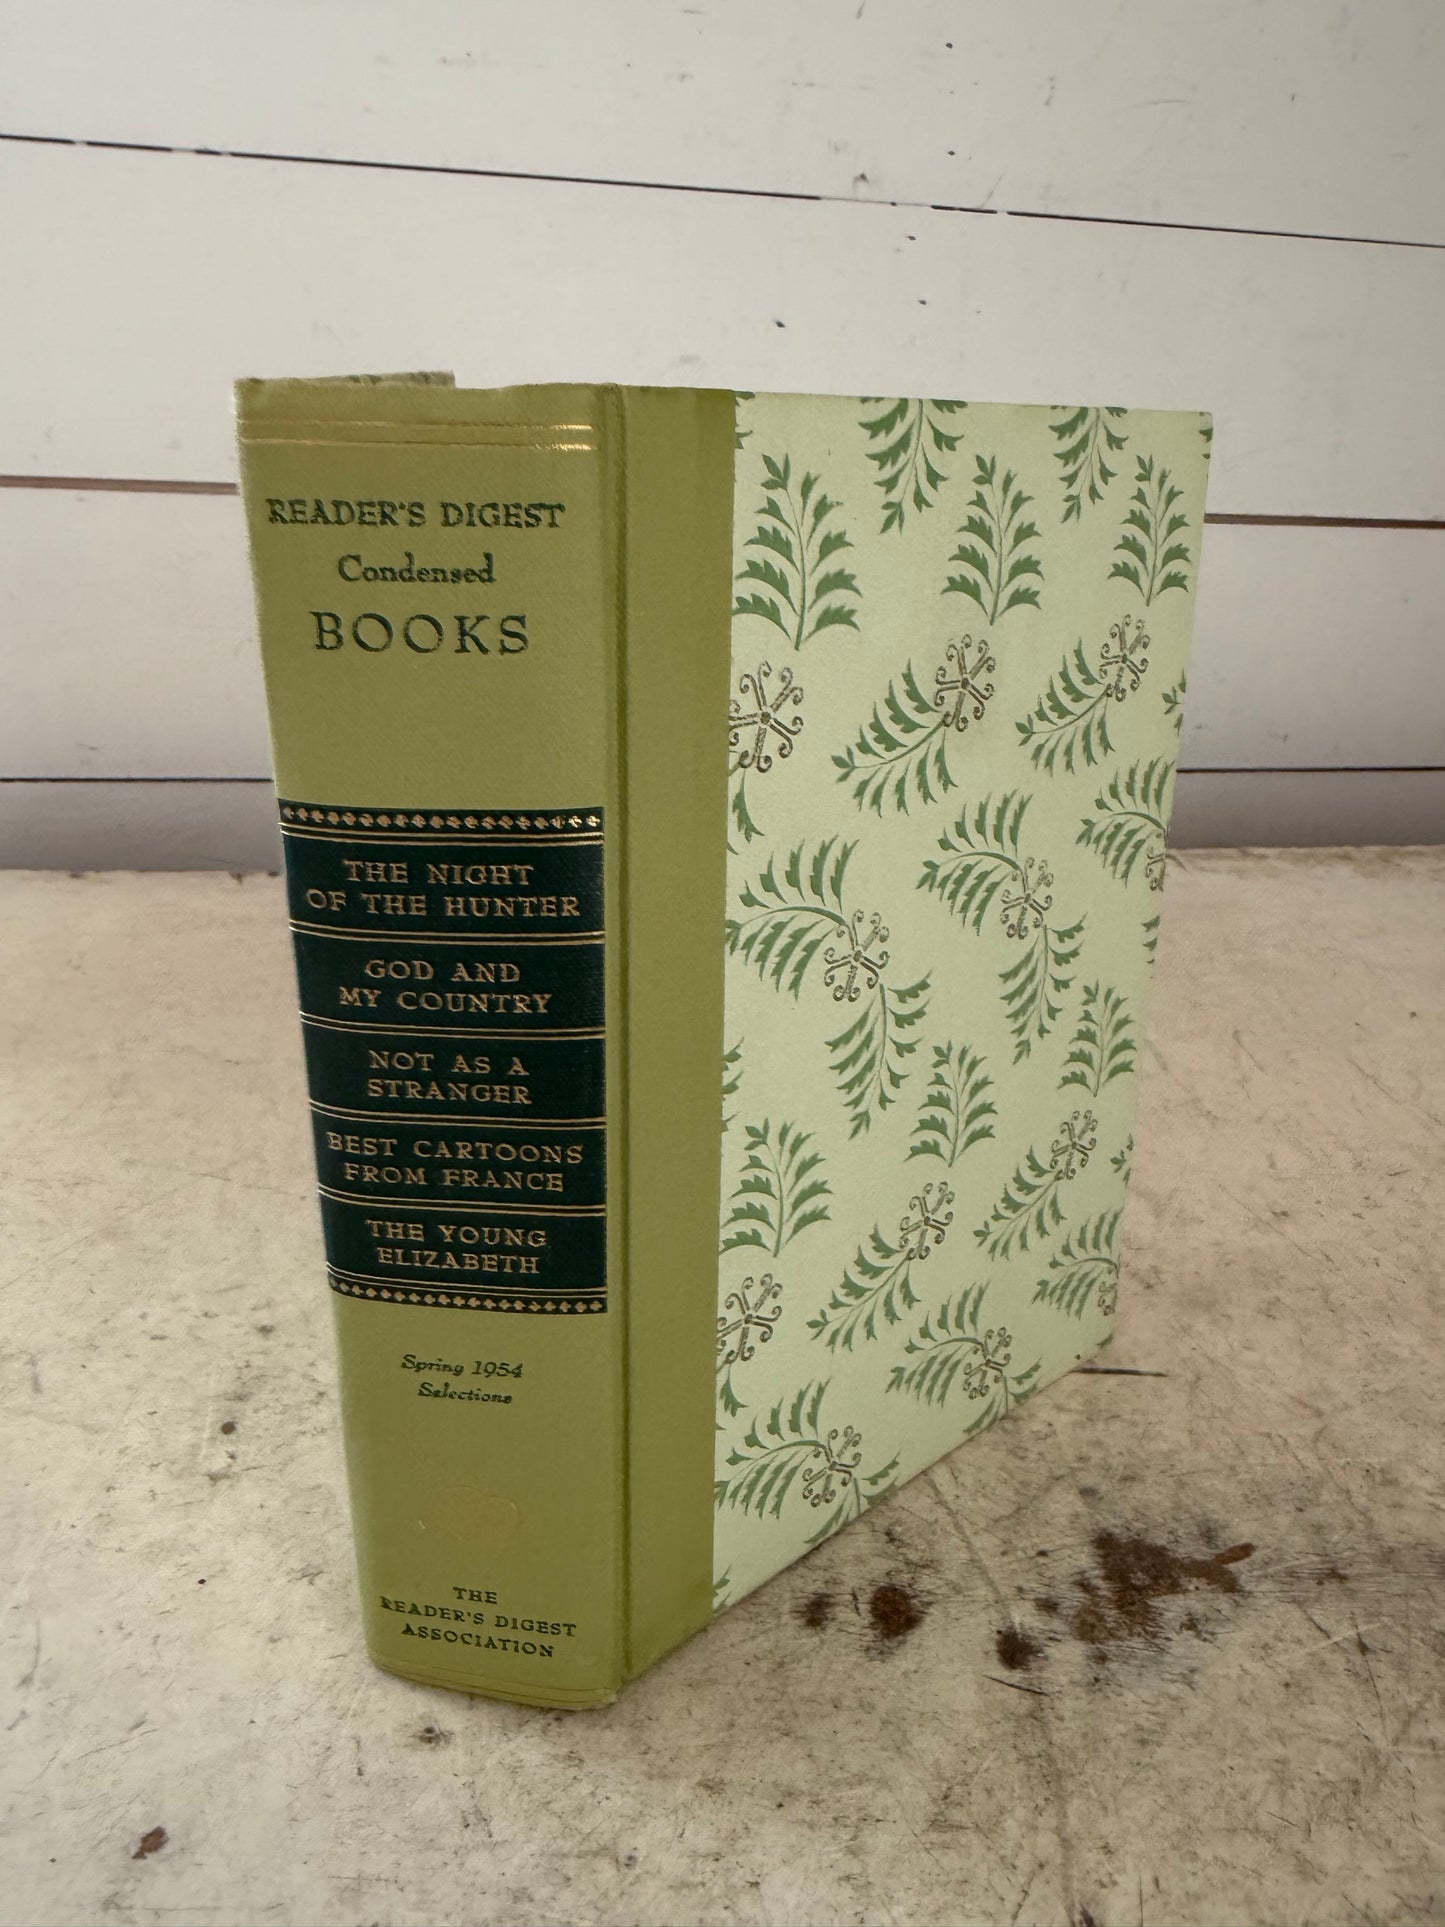 READER'S DIGEST
Condensed
BOOKS
THE NIGHT
OF THE HUNTER
GOD AND
MY COUNTRY
NOT AS A
STRANGER
BEST CARTOONS
FROM FRANCE
THE YOUNG
ELIZABETH
Spring 1954
Selections
THE
READER'S DIGEST
ASSOCIATION